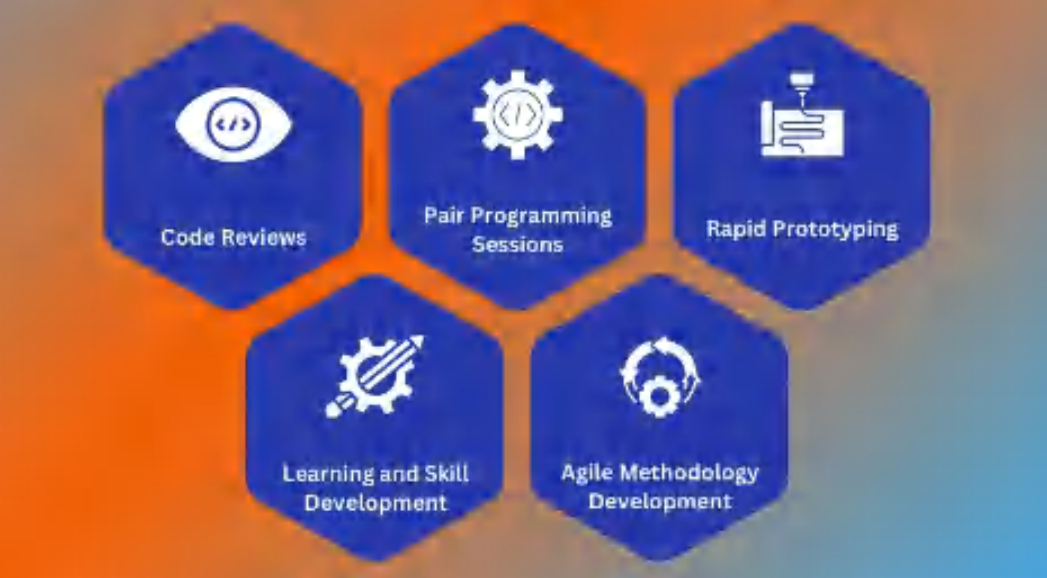 Code Reviews
Pair Programming
Sessions
Rapid Prototyping
Learning and Skill
Development
Agile Methodology
Development